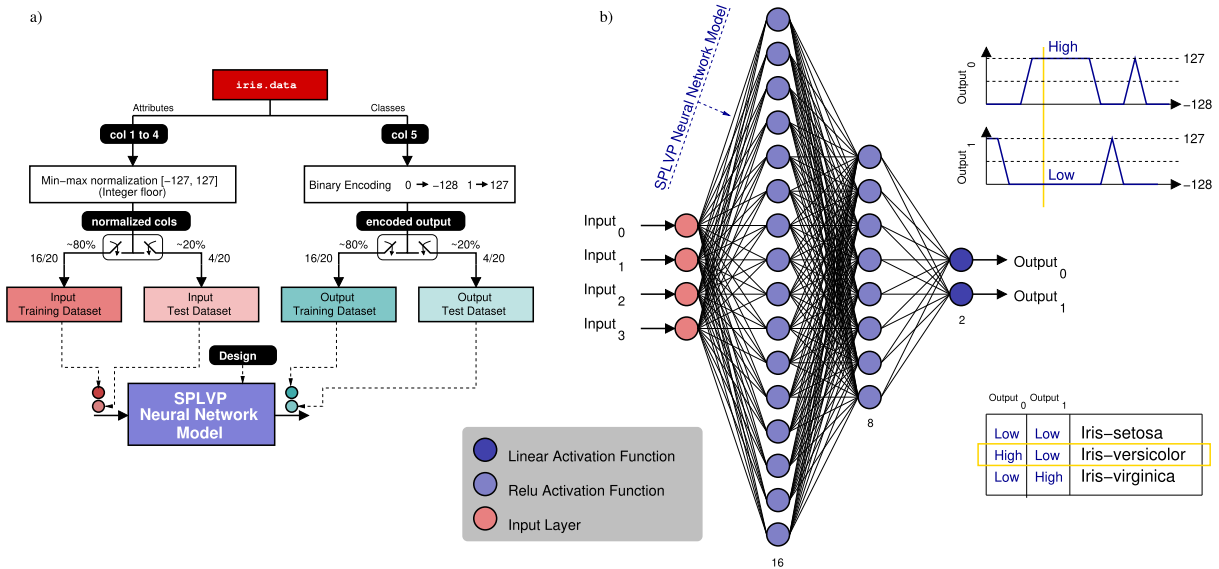 a)
iris.data
Attributes
Classes
col 1 to 4
col 5
Min−max normalization [−127, 127]
(Integer floor)
Binary Encoding 0 → −128 1 → 127
normalized cols
encoded output
~80%
~20%
16/20
4/20
~80%
~20%
16/20
4/20
Input
Training Dataset
Input
Test Dataset
Output
Training Dataset
Output
Test Dataset
Design
SPLVP
Neural Network
Model
b)
SPLVP Neural Network Model
Input 0
Input 1
Input 2
Input 3
16
8
2
Output 0
Output 1
Linear Activation Function
Relu Activation Function
Input Layer
Output 0
High
127
−128
Output 1
Low
127
−128
Output 0 Output 1
Low Low Iris−setosa
High Low Iris−versicolor
Low High Iris−virginica